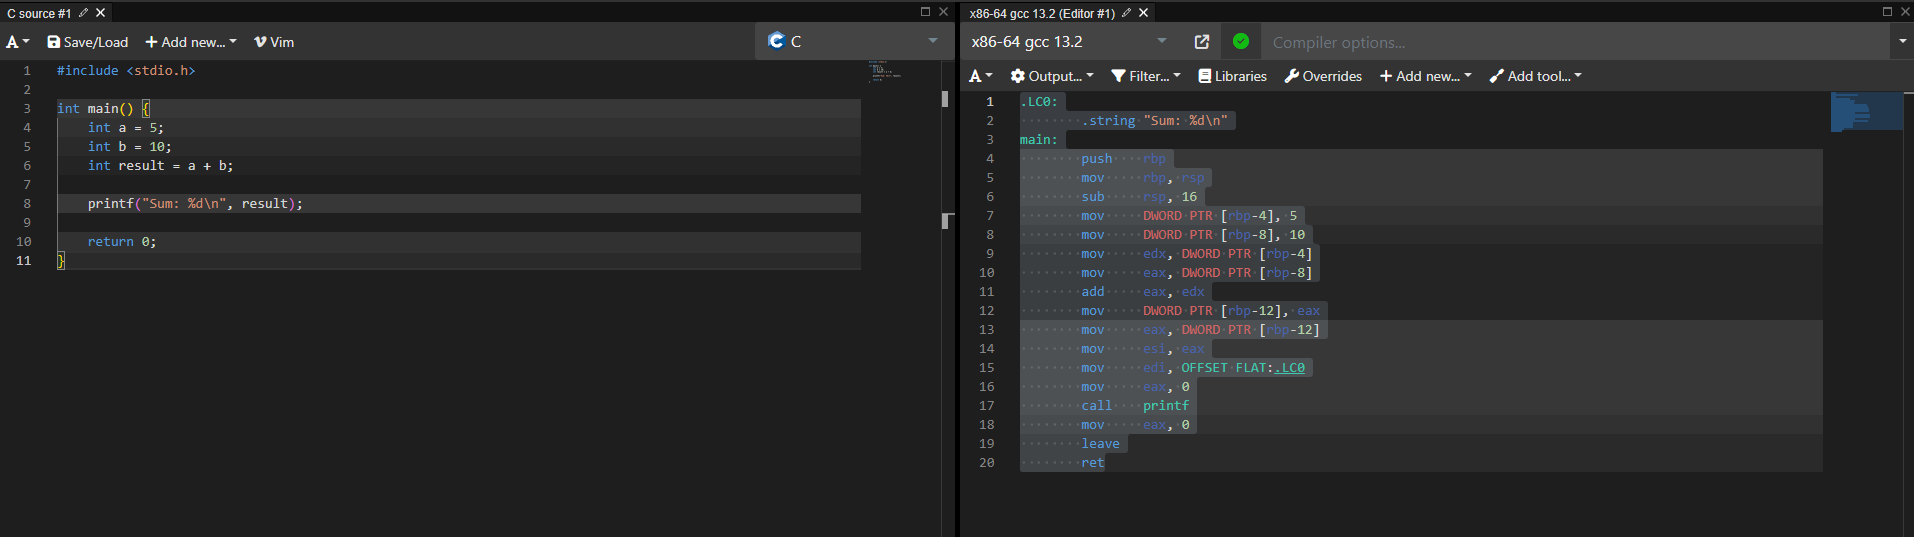 C source #1
A Save/Load Add new... Vim C
1 #include <stdio.h>
2
3 int main() {
4 int a = 5;
5 int b = 10;
6 int result = a + b;
7
8 printf("Sum: %d\n", result);
9
10 return 0;
11 }
x86-64 gcc 13.2 (Editor #1)
x86-64 gcc 13.2 Compiler options...
A Output... Filter... Libraries Overrides Add new... Add tool...
1 .LC0:
2 .string "Sum: %d\n"
3 main:
4 push rbp
5 mov rbp, rsp
6 sub rsp, 16
7 mov DWORD PTR [rbp-4], 5
8 mov DWORD PTR [rbp-8], 10
9 mov edx, DWORD PTR [rbp-4]
10 mov eax, DWORD PTR [rbp-8]
11 add eax, edx
12 mov DWORD PTR [rbp-12], eax
13 mov eax, DWORD PTR [rbp-12]
14 mov esi, eax
15 mov edi, OFFSET FLAT:.LC0
16 mov eax, 0
17 call printf
18 mov eax, 0
19 leave
20 ret